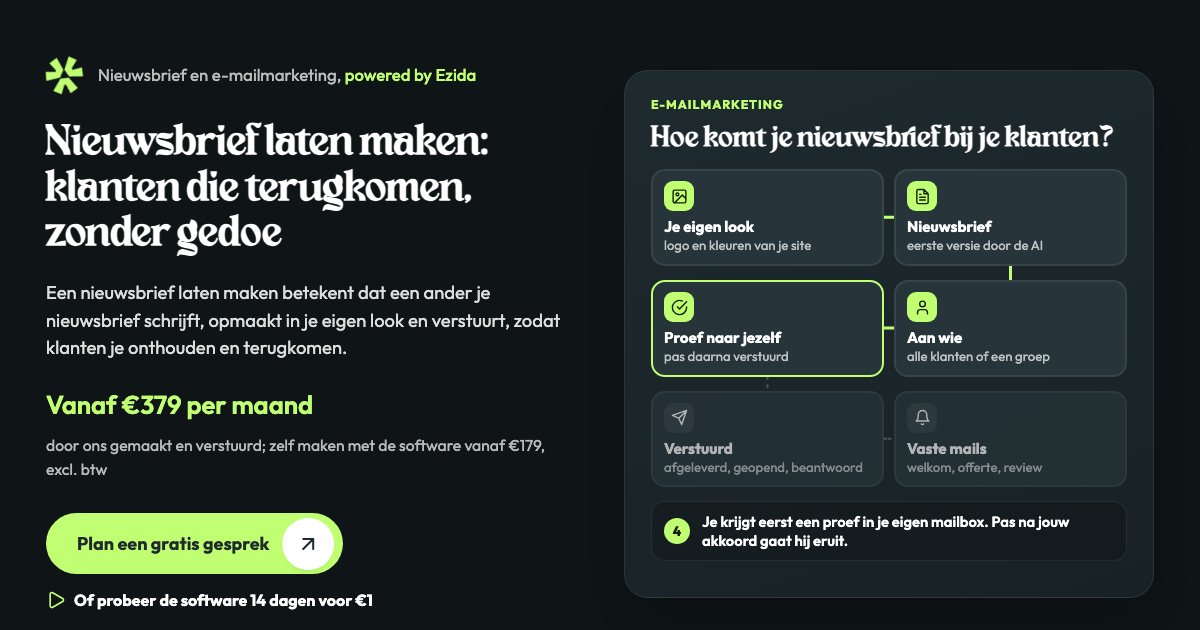 Nieuwsbrief en e-mailmarketing, powered by Ezida
Nieuwsbrief laten maken:
klanten die terugkomen,
zonder gedoe
Een nieuwsbrief laten maken betekent dat een ander je
nieuwsbrief schrijft, opmaakt in je eigen look en verstuurt, zodat
klanten je onthouden en terugkomen.
Vanaf €379 per maand
door ons gemaakt en verstuurd; zelf maken met de software vanaf €179,
excl. btw
Plan een gratis gesprek
Of probeer de software 14 dagen voor €1
E-MAILMARKETING
Hoe komt je nieuwsbrief bij je klanten?
Je eigen look
logo en kleuren van je site
Nieuwsbrief
eerste versie door de AI
Proef naar jezelf
pas daarna verstuurd
Aan wie
alle klanten of een groep
Verstuurd
afgeleverd, geopend, beantwoord
Vaste mails
welkom, offerte, review
4
Je krijgt eerst een proef in je eigen mailbox. Pas na jouw
akkoord gaat hij eruit.